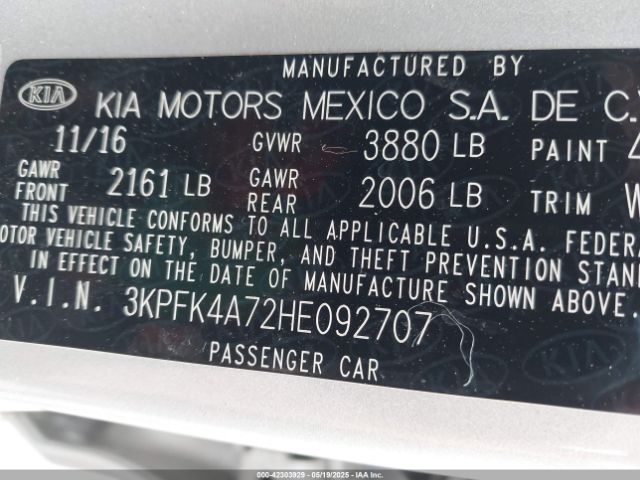 MANUFACTURED BY
KIA KIA MOTORS MEXICO S.A. DE C.V
11/16 GVWR 3880 LB PAINT
GAWR FRONT 2161 LB GAWR REAR 2006 LB TRIM W
THIS VEHICLE CONFORMS TO ALL APPLICABLE U.S.A. FEDER
OTOR VEHICLE SAFETY, BUMPER, AND THEFT PREVENTION STAN
IN EFFECT ON THE DATE OF MANUFACTURE SHOWN ABOVE.
V.I.N. 3KPFK4A72HE092707
PASSENGER CAR
000-42303929 - 05/19/2025 - IAA INC.